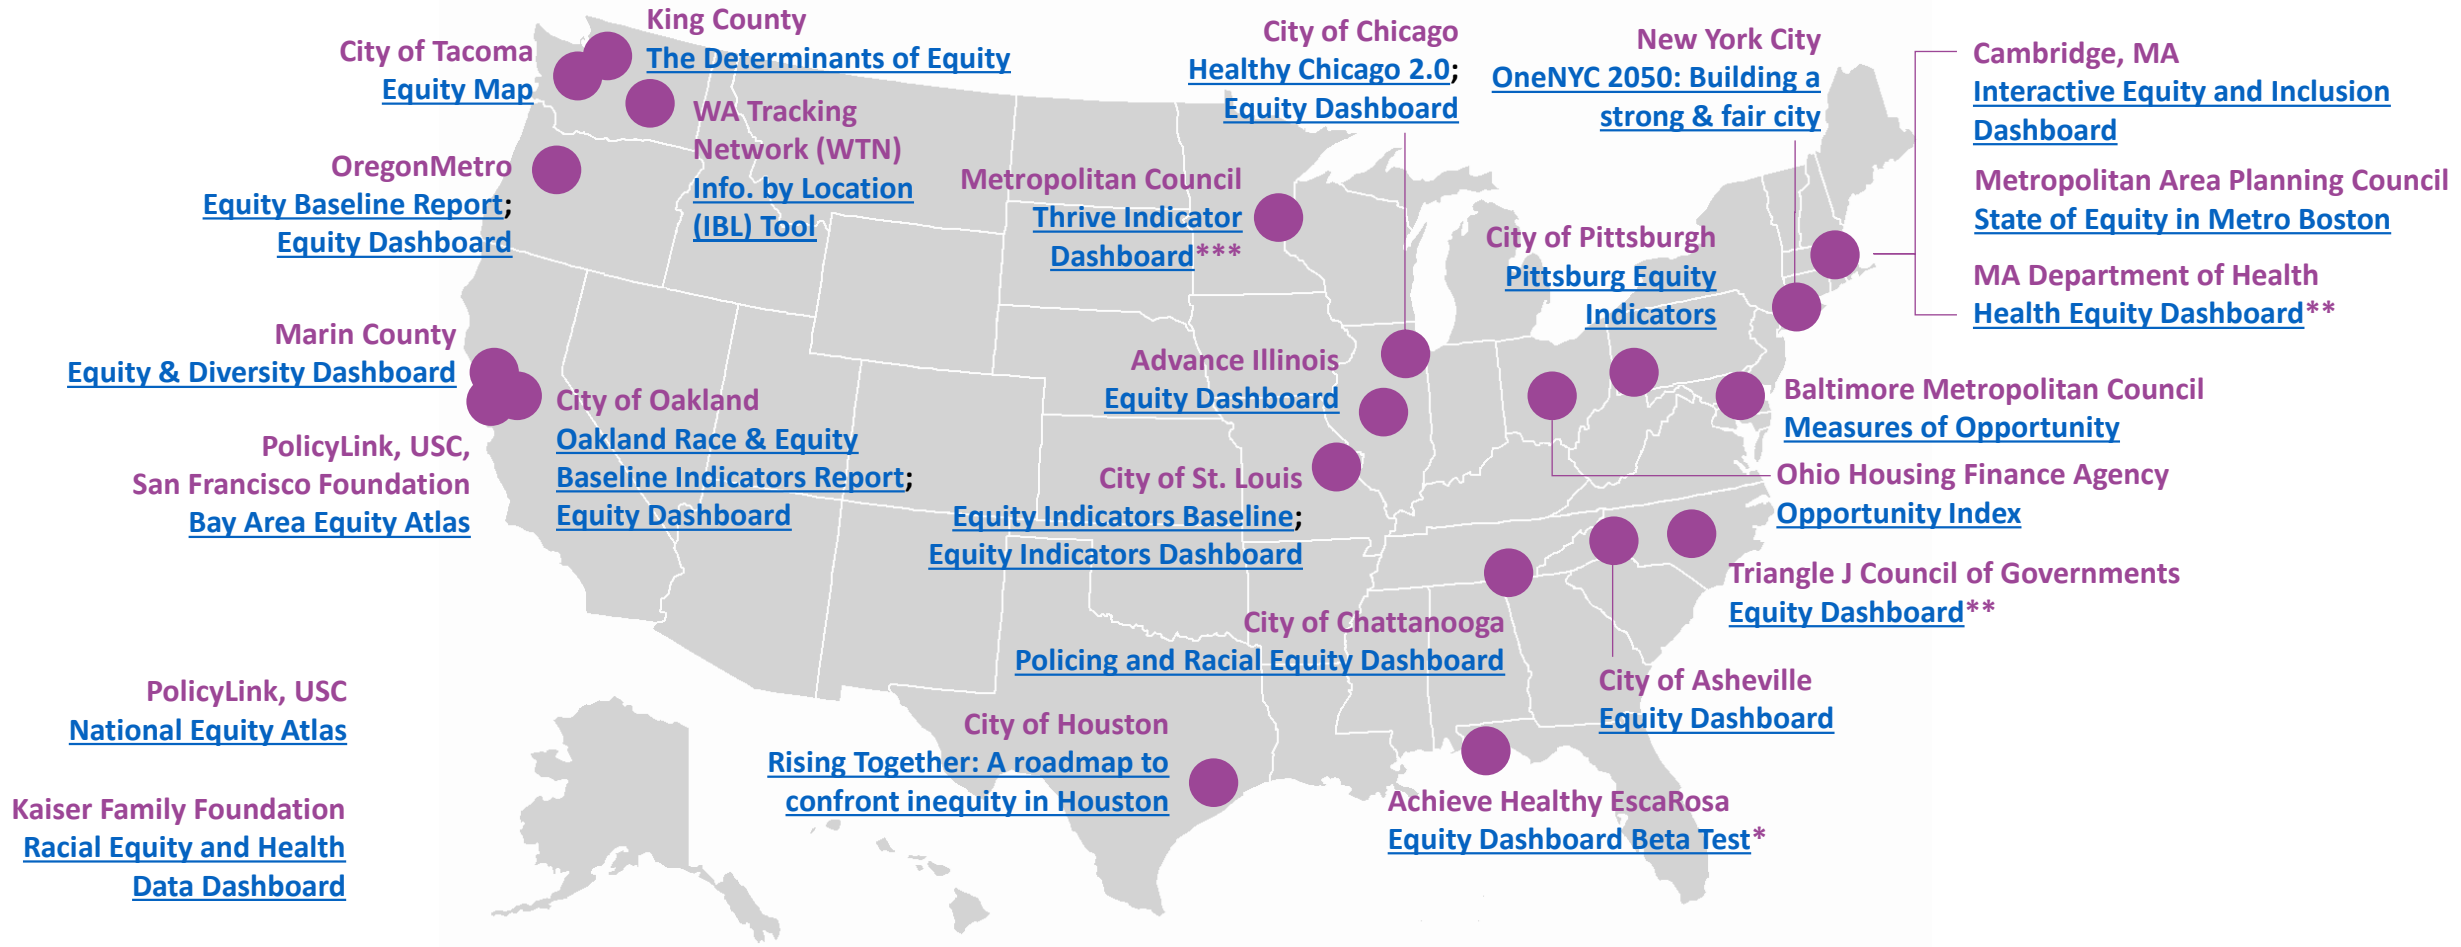 King County
The Determinants of Equity
City of Tacoma
Equity Map
WA Tracking
Network (WTN)
Info. by Location
(IBL) Tool
OregonMetro
Equity Baseline Report;
Equity Dashboard
Marin County
Equity & Diversity Dashboard
City of Oakland
Oakland Race & Equity
Baseline Indicators Report;
Equity Dashboard
PolicyLink, USC,
San Francisco Foundation
Bay Area Equity Atlas
PolicyLink, USC
National Equity Atlas
Kaiser Family Foundation
Racial Equity and Health
Data Dashboard
City of Chicago
Healthy Chicago 2.0;
Equity Dashboard
Metropolitan Council
Thrive Indicator
Dashboard***
Advance Illinois
Equity Dashboard
City of St. Louis
Equity Indicators Baseline;
Equity Indicators Dashboard
City of Chattanooga
Policing and Racial Equity Dashboard
City of Houston
Rising Together: A roadmap to
confront inequity in Houston
New York City
OneNYC 2050: Building a
strong & fair city
City of Pittsburgh
Pittsburg Equity
Indicators
Cambridge, MA
Interactive Equity and Inclusion
Dashboard
Metropolitan Area Planning Council
State of Equity in Metro Boston
MA Department of Health
Health Equity Dashboard**
Baltimore Metropolitan Council
Measures of Opportunity
Ohio Housing Finance Agency
Opportunity Index
Triangle J Council of Governments
Equity Dashboard**
City of Asheville
Equity Dashboard
Achieve Healthy EscaRosa
Equity Dashboard Beta Test*